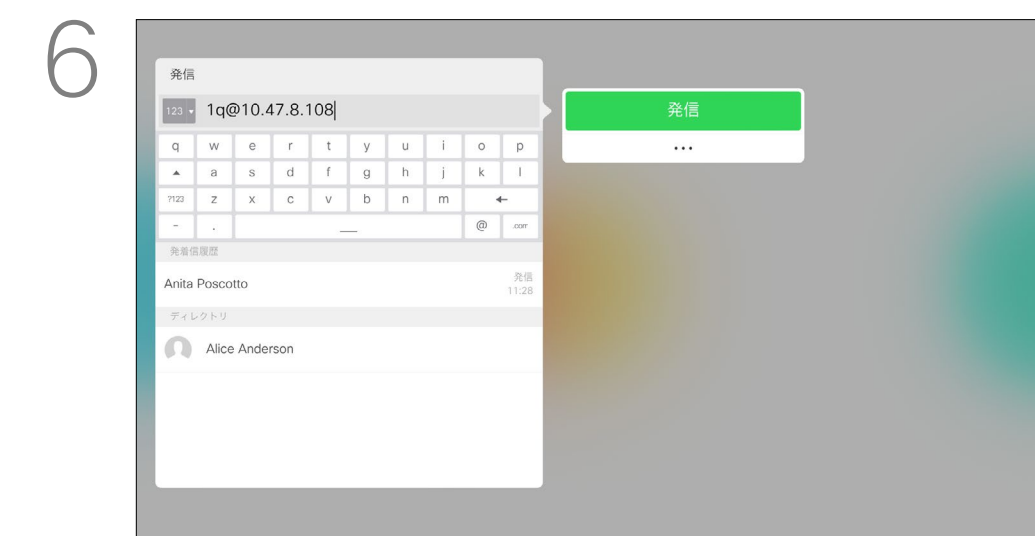 6
発信
123 1q@10.47.8.108
q w e r t y u i o p
a s d f g h j k l
?123 z x c v b n m
- . @ .com
発着信履歴
Anita Poscotto
発信
11:28
ディレクトリ
Alice Anderson
発信
...